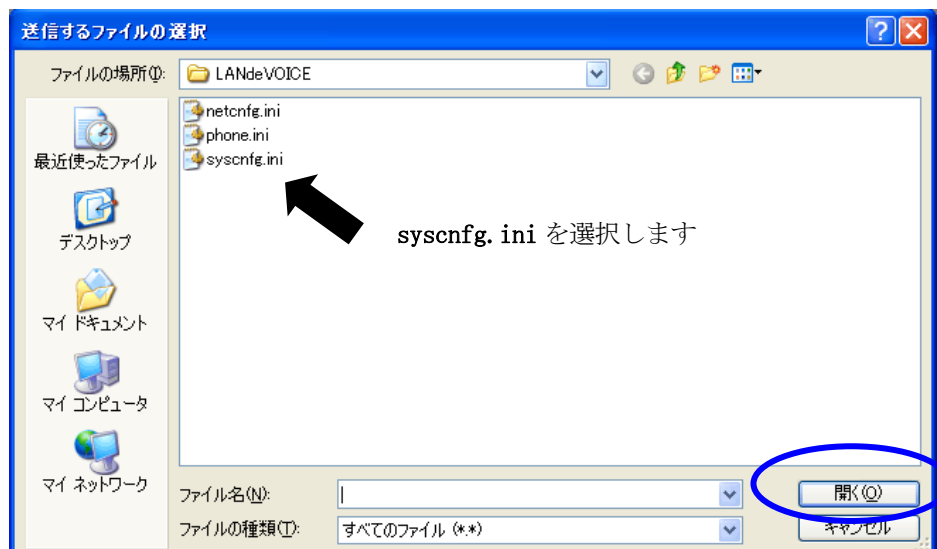 送信するファイルの選択
ファイルの場所(I):
LANdeVOICE
netcnfg.ini
phone.ini
syscnfg.ini
syscnfg.ini を選択します
最近使ったファイル
デスクトップ
マイ ドキュメント
マイ コンピュータ
マイ ネットワーク
ファイル名(N):
開く(O)
ファイルの種類(T):
すべてのファイル (*.*)
キャンセル